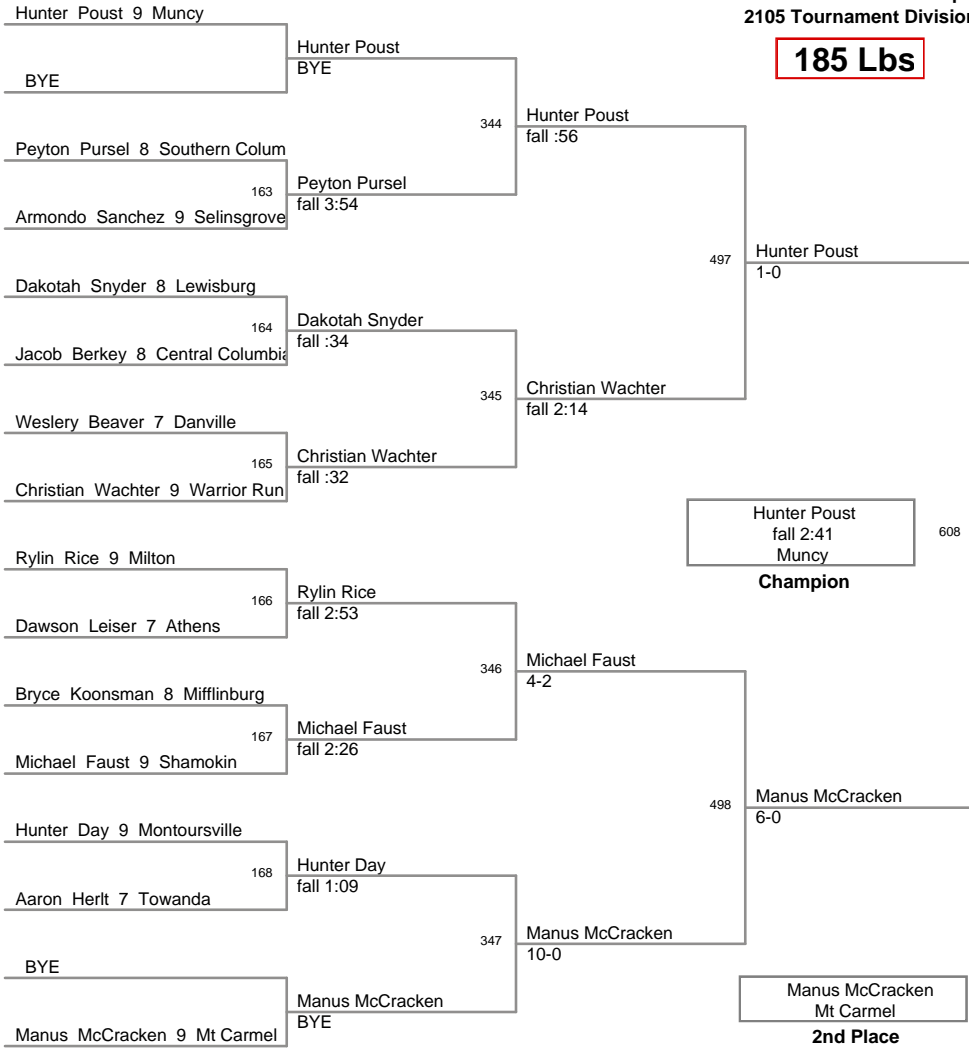 2105 Tournament Division
185 Lbs
Hunter Poust 9 Muncy
BYE
Peyton Pursel 8 Southern Colum
163
Armondo Sanchez 9 Selinsgrove
Dakotah Snyder 8 Lewisburg
164
Jacob Berkey 8 Central Columbia
Weslery Beaver 7 Danville
165
Christian Wachter 9 Warrior Run
Rylin Rice 9 Milton
166
Dawson Leiser 7 Athens
Bryce Koonsman 8 Mifflinburg
167
Michael Faust 9 Shamokin
Hunter Day 9 Montoursville
168
Aaron Herlt 7 Towanda
BYE
Manus McCracken 9 Mt Carmel
Hunter Poust
BYE
344
Peyton Pursel
fall 3:54
Dakotah Snyder
fall :34
345
Christian Wachter
fall :32
Rylin Rice
fall 2:53
346
Michael Faust
fall 2:26
Hunter Day
fall 1:09
347
Manus McCracken
BYE
Hunter Poust
fall :56
497
Christian Wachter
fall 2:14
Michael Faust
4-2
498
Manus McCracken
10-0
Hunter Poust
1-0
Manus McCracken
6-0
Hunter Poust
fall 2:41
Muncy
608
Champion
Manus McCracken
Mt Carmel
2nd Place